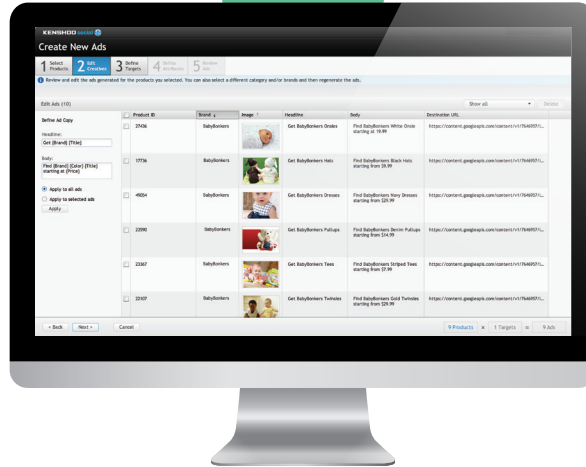 KENSHOO social
Create New Ads
1 Select Products
2 Edit Creatives
3 Define Targets
4 Define Audiences
5 Review Ads
Review and edit the ads generated for the products you selected. You can also select a different category and/or brands and then regenerate the ads.
Edit Ads (10)
Show all
Delete
Define Ad Copy
Headline:
Get {Brand} {Title}
Body:
Find {Brand} {Color} {Title}
starting at {Price}
Apply to all ads
Apply to selected ads
Apply
Product ID Brand ↓ Image ↑ Headline Body Destination URL
27436 BabyBonkers Get BabyBonkers Onsies Find BabyBonkers White Onsie
starting at 19.99
17736 BabyBonkers Get BabyBonkers Hats Find BabyBonkers Black Hats
starting from $9.99
49054 BabyBonkers Get BabyBonkers Dresses Find BabyBonkers Navy Dresses
starting from $29.99
22590 BabyBonkers Get BabyBonkers Pullups Find BabyBonkers Denim Pullups
starting from $14.99
23367 BabyBonkers Get BabyBonkers Tees Find BabyBonkers Striped Tees
starting from $7.99
22107 BabyBonkers Get BabyBonkers Twinsies Find BabyBonkers Gold Twinsies
starting from $29.99
< Back Next > Cancel
9 Products x 1 Targets = 9 Ads